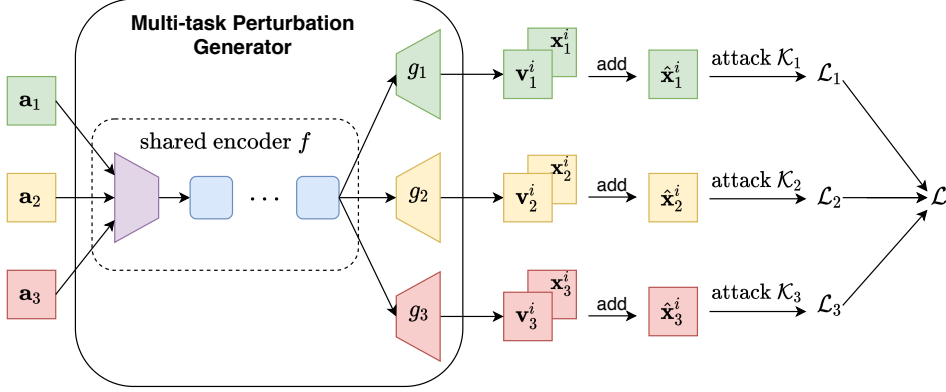 Multi-task Perturbation
Generator
a₁
a₂
a₃
shared encoder f
...
g₁
g₂
g₃
x₁ⁱ
v₁ⁱ
add
x̂₁ⁱ
attack 𝒦₁
ℒ₁
x₂ⁱ
v₂ⁱ
add
x̂₂ⁱ
attack 𝒦₂
ℒ₂
ℒ
x₃ⁱ
v₃ⁱ
add
x̂₃ⁱ
attack 𝒦₃
ℒ₃